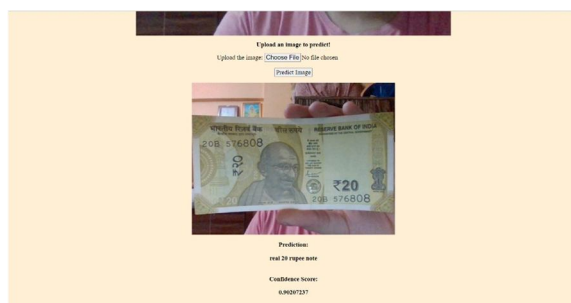 Upload an image to predict!
Upload the image: Choose File No file chosen
Predict Image
भारतीय रिज़र्व बैंक
बीस रुपये
RESERVE BANK OF INDIA
20B 576808
₹20
20B 576808
Prediction:
real 20 rupee note
Confidence Score:
0.90207237